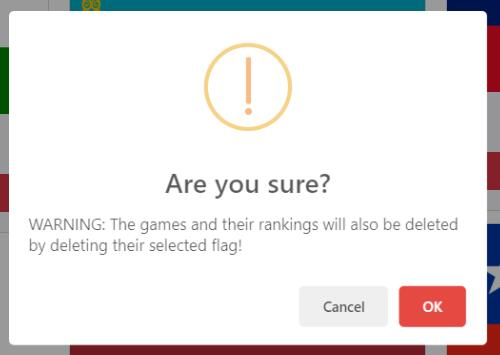 Are you sure?
WARNING: The games and their rankings will also be deleted
by deleting their selected flag!
Cancel
OK